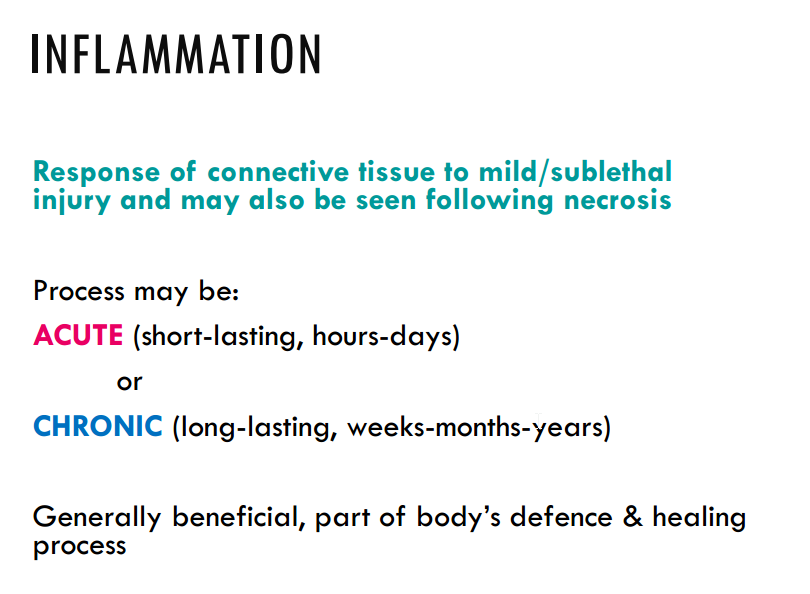 INFLAMMATION
Response of connective tissue to mild/sublethal
injury and may also be seen following necrosis
Process may be:
ACUTE (short-lasting, hours-days)
or
CHRONIC (long-lasting, weeks-months-years)
Generally beneficial, part of body’s defence & healing
process